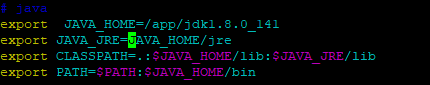 # java
export  JAVA_HOME=/app/jdk1.8.0_141
export JAVA_JRE=JAVA_HOME/jre
export CLASSPATH=.:$JAVA_HOME/lib:$JAVA_JRE/lib
export PATH=$PATH:$JAVA_HOME/bin